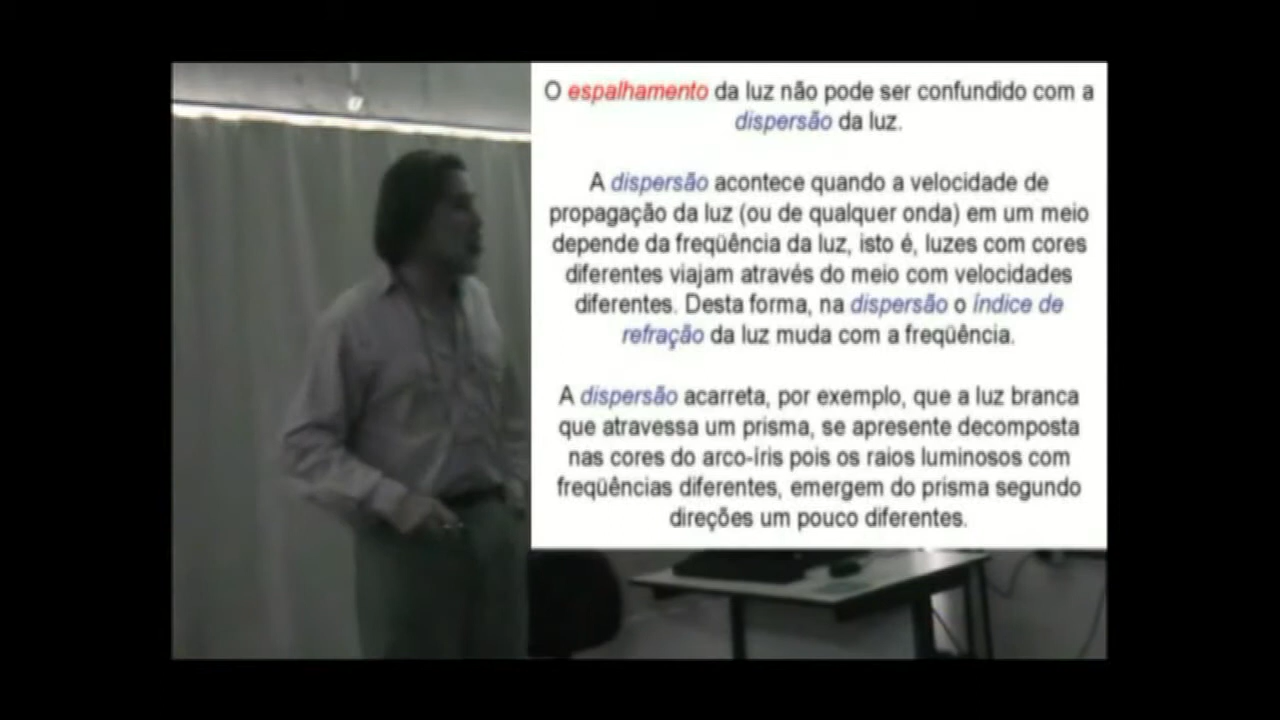 O espalhamento da luz não pode ser confundido com a
dispersão da luz.
A dispersão acontece quando a velocidade de
propagação da luz (ou de qualquer onda) em um meio
depende da freqüência da luz, isto é, luzes com cores
diferentes viajam através do meio com velocidades
diferentes. Desta forma, na dispersão o índice de
refração da luz muda com a freqüência.
A dispersão acarreta, por exemplo, que a luz branca
que atravessa um prisma, se apresente decomposta
nas cores do arco-íris pois os raios luminosos com
freqüências diferentes, emergem do prisma segundo
direções um pouco diferentes.